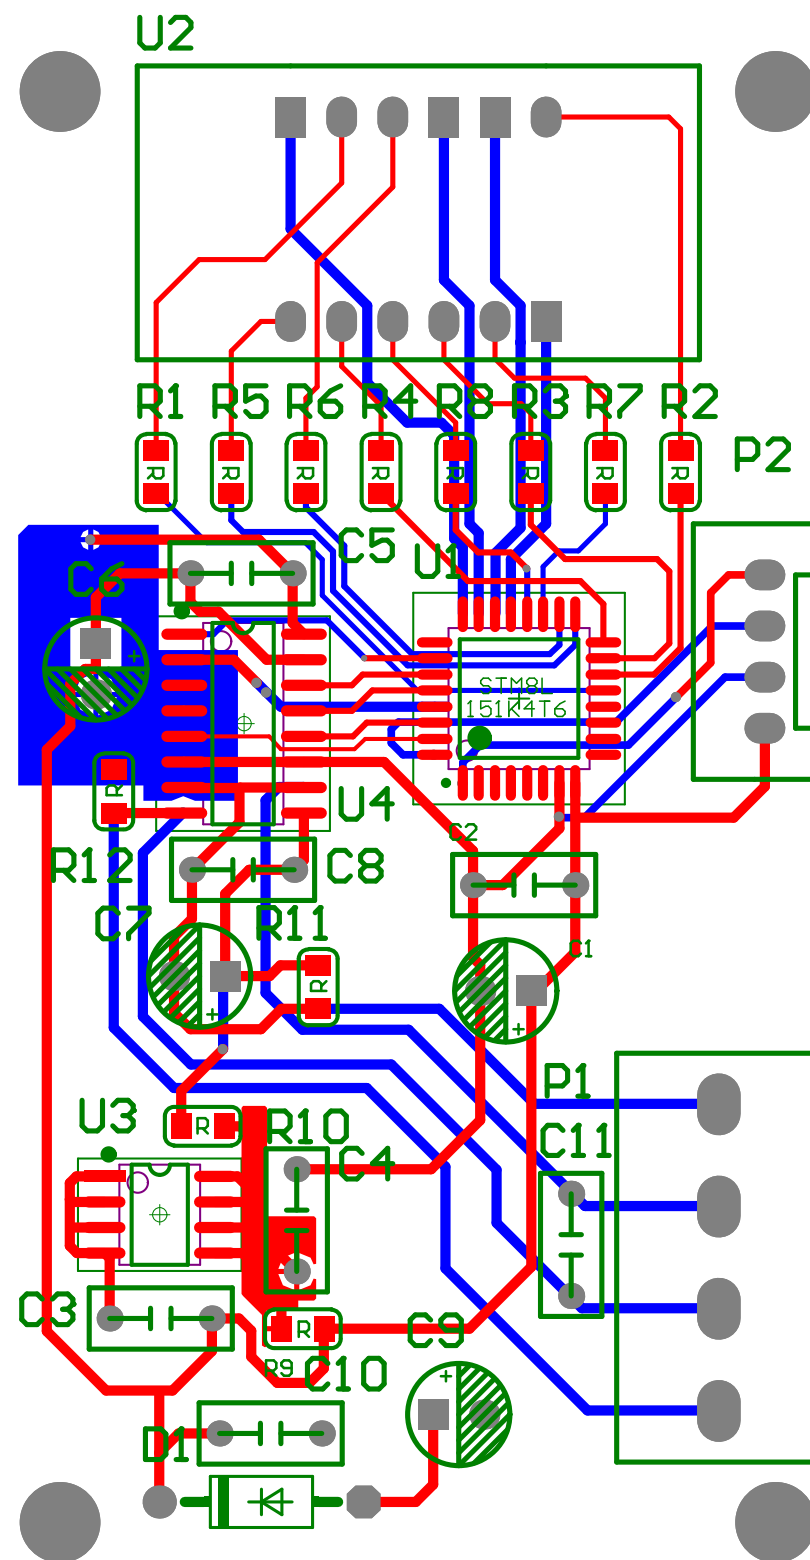 U2
R1 R5 R6 R4 R8 R3 R7 R2
P2
R R R R R R R R
C5
U1
C6
+
STM8L
151K4T6
R
U4
C2
R12
C8
C7
R11
C1
R
+
+
P1
U3
R10
R
C11
C4
C3
C9
R
R9
C10
+
D1